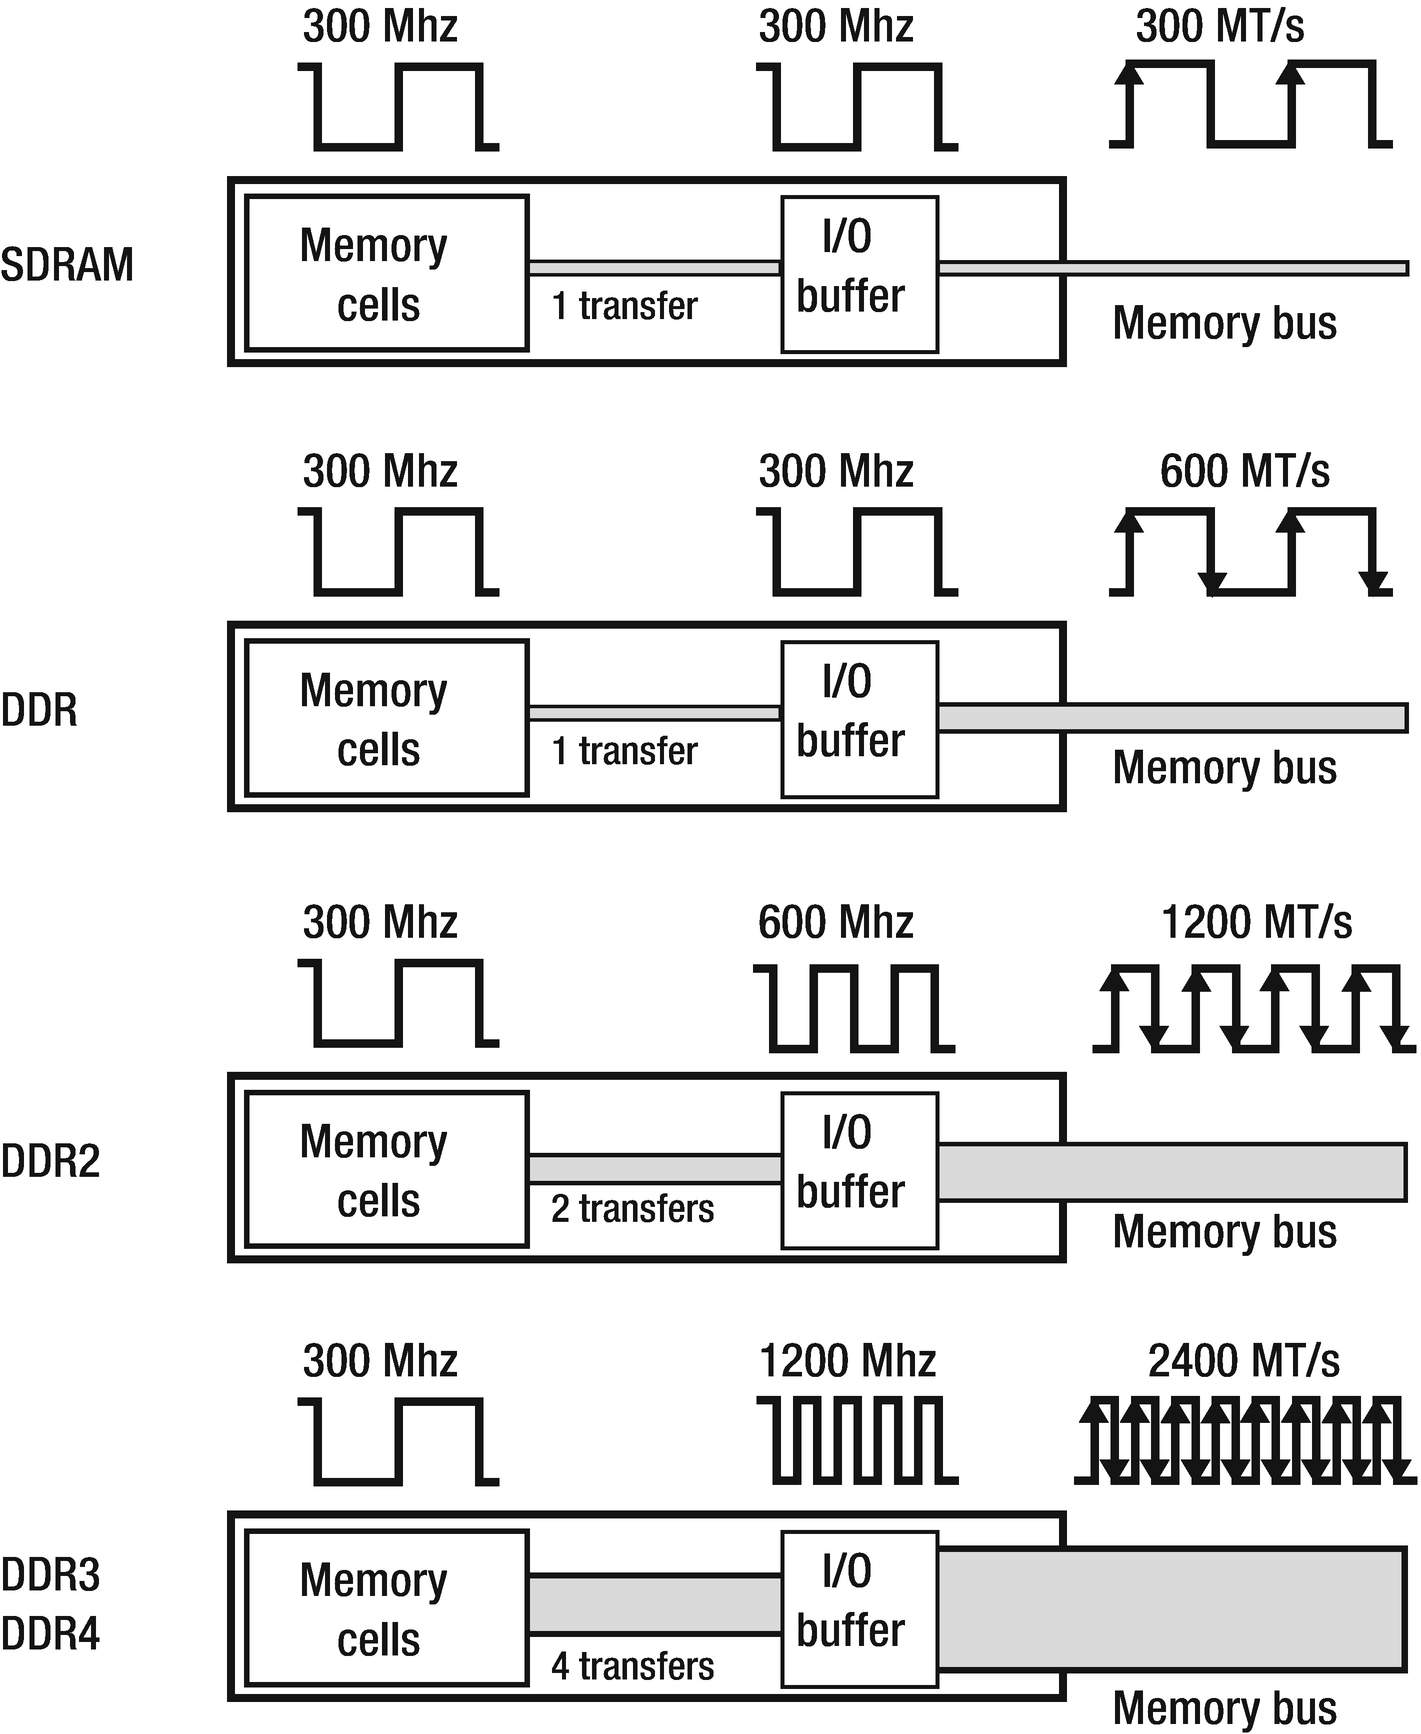 300 Mhz
300 Mhz
300 MT/s
SDRAM
Memory
cells
1 transfer
I/O
buffer
Memory bus
300 Mhz
300 Mhz
600 MT/s
DDR
Memory
cells
1 transfer
I/O
buffer
Memory bus
300 Mhz
600 Mhz
1200 MT/s
DDR2
Memory
cells
2 transfers
I/O
buffer
Memory bus
300 Mhz
1200 Mhz
2400 MT/s
DDR3
DDR4
Memory
cells
4 transfers
I/O
buffer
Memory bus